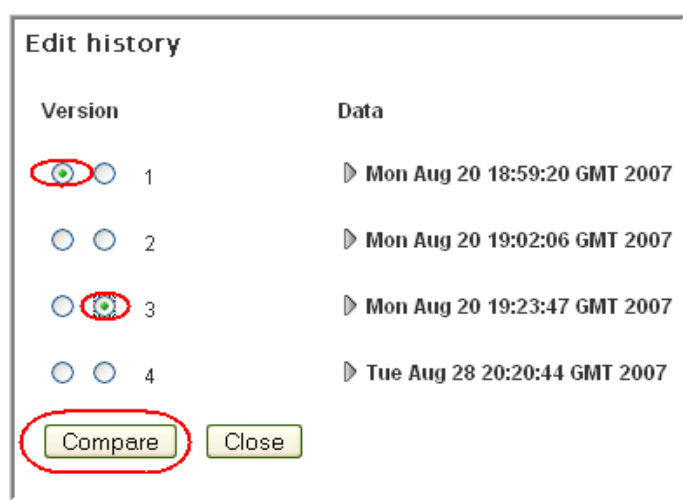 Edit history
Version Data
1 Mon Aug 20 18:59:20 GMT 2007
2 Mon Aug 20 19:02:06 GMT 2007
3 Mon Aug 20 19:23:47 GMT 2007
4 Tue Aug 28 20:20:44 GMT 2007
Compare Close